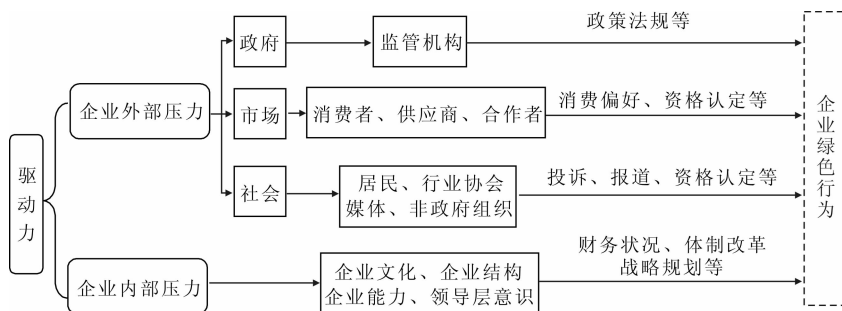 驱动力
企业外部压力
政府
监管机构
政策法规等
市场
消费者、供应商、合作者
消费偏好、资格认定等
社会
居民、行业协会
媒体、非政府组织
投诉、报道、资格认定等
企业内部压力
企业文化、企业结构
企业能力、领导层意识
财务状况、体制改革
战略规划等
企业绿色行为